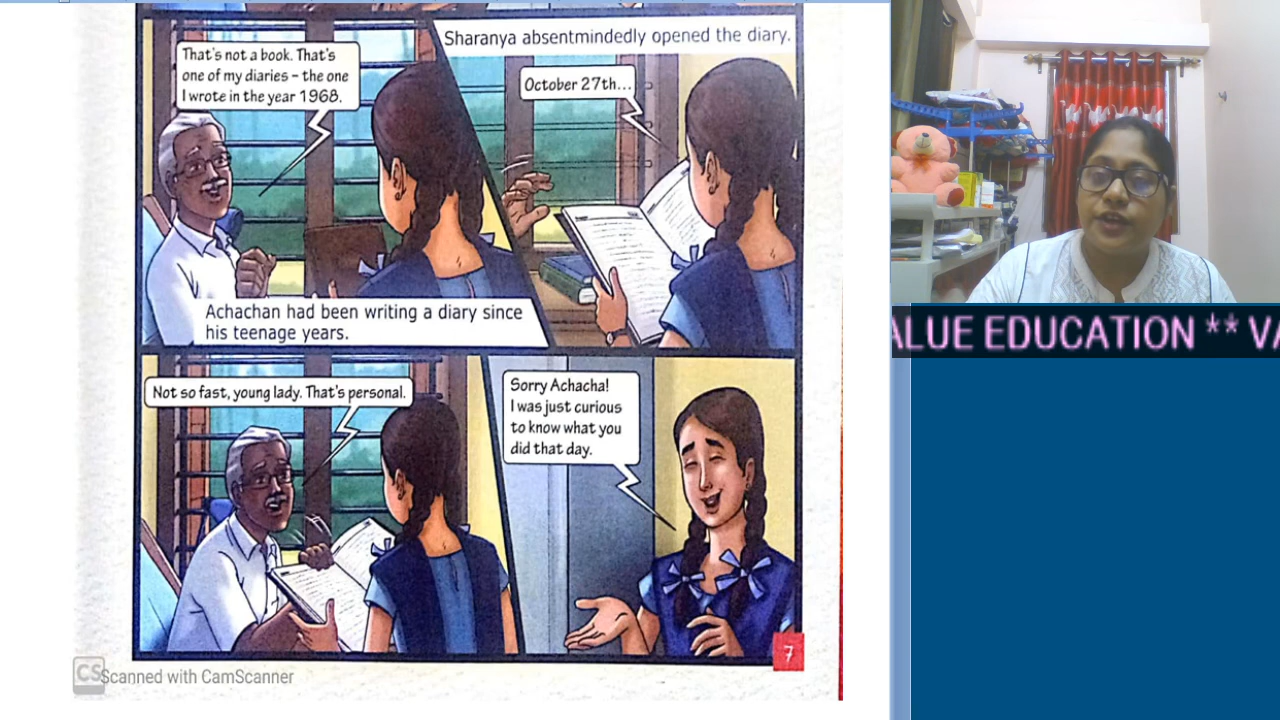 That's not a book. That's
one of my diaries – the one
I wrote in the year 1968.
Sharanya absentmindedly opened the diary.
October 27th...
Achachan had been writing a diary since
his teenage years.
Not so fast, young lady. That's personal.
Sorry Achacha!
I was just curious
to know what you
did that day.
7
CS Scanned with CamScanner
ALUE EDUCATION ** VA